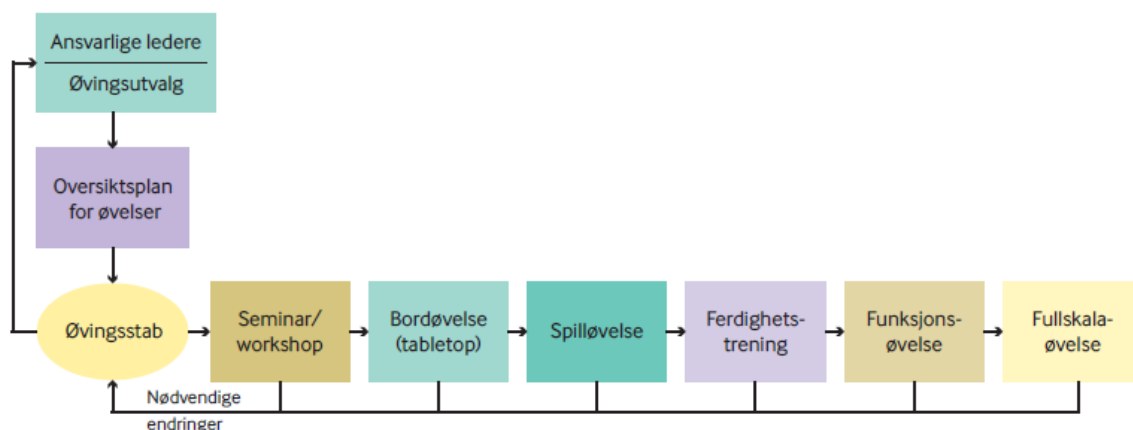 Ansvarlige ledere
Øvingsutvalg
Oversiktsplan
for øvelser
Øvingsstab
Seminar/
workshop
Bordøvelse
(tabletop)
Spilløvelse
Ferdighets-
trening
Funksjons-
øvelse
Fullskala-
øvelse
Nødvendige
endringer